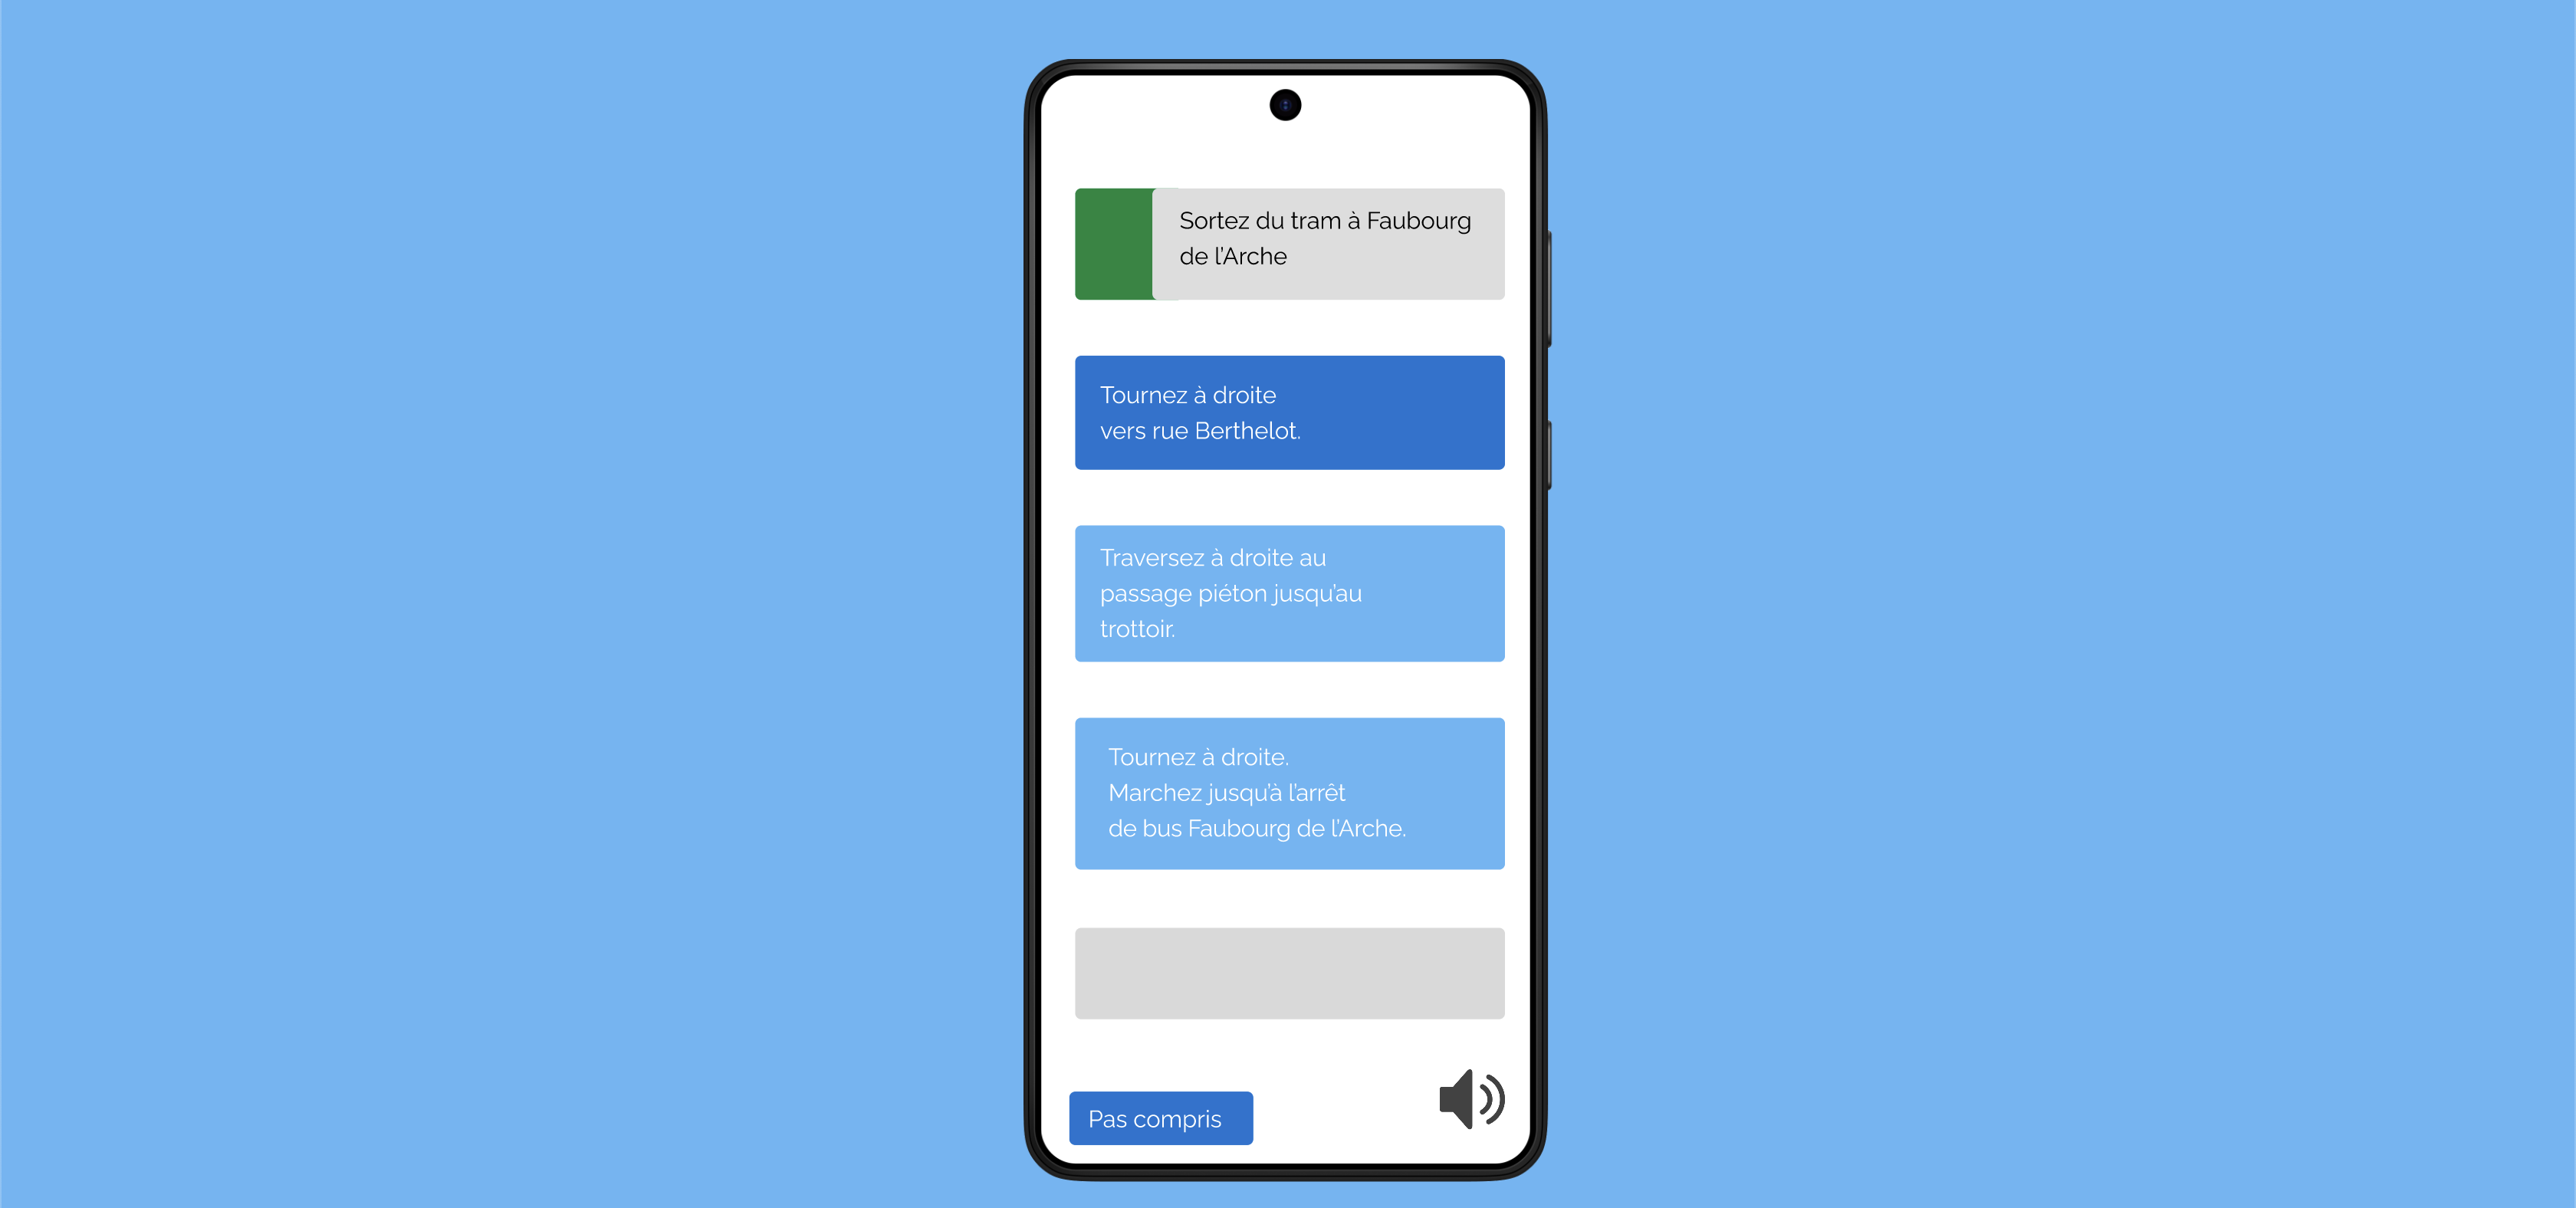 Sortez du tram à Faubourg
de l'Arche
Tournez à droite
vers rue Berthelot.
Traversez à droite au
passage piéton jusqu'au
trottoir.
Tournez à droite.
Marchez jusqu'à l'arrêt
de bus Faubourg de l'Arche.
Pas compris